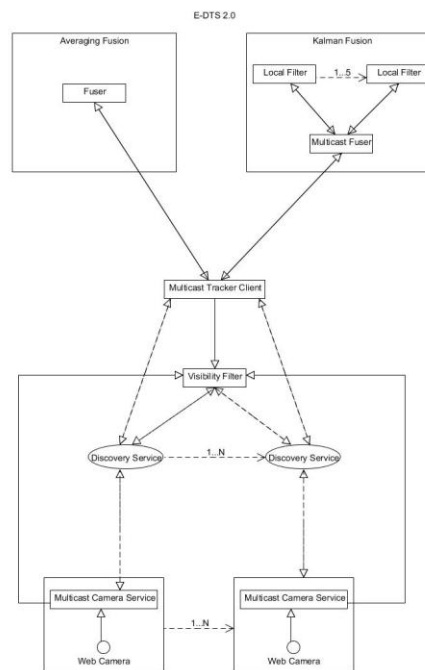 E-DTS 2.0
Averaging Fusion
Kalman Fusion
Fuser
Local Filter
1...5
Local Filter
Multicast Fuser
Multicast Tracker Client
Visibility Filter
Discovery Service
1...N
Discovery Service
Multicast Camera Service
Multicast Camera Service
1...N
Web Camera
Web Camera